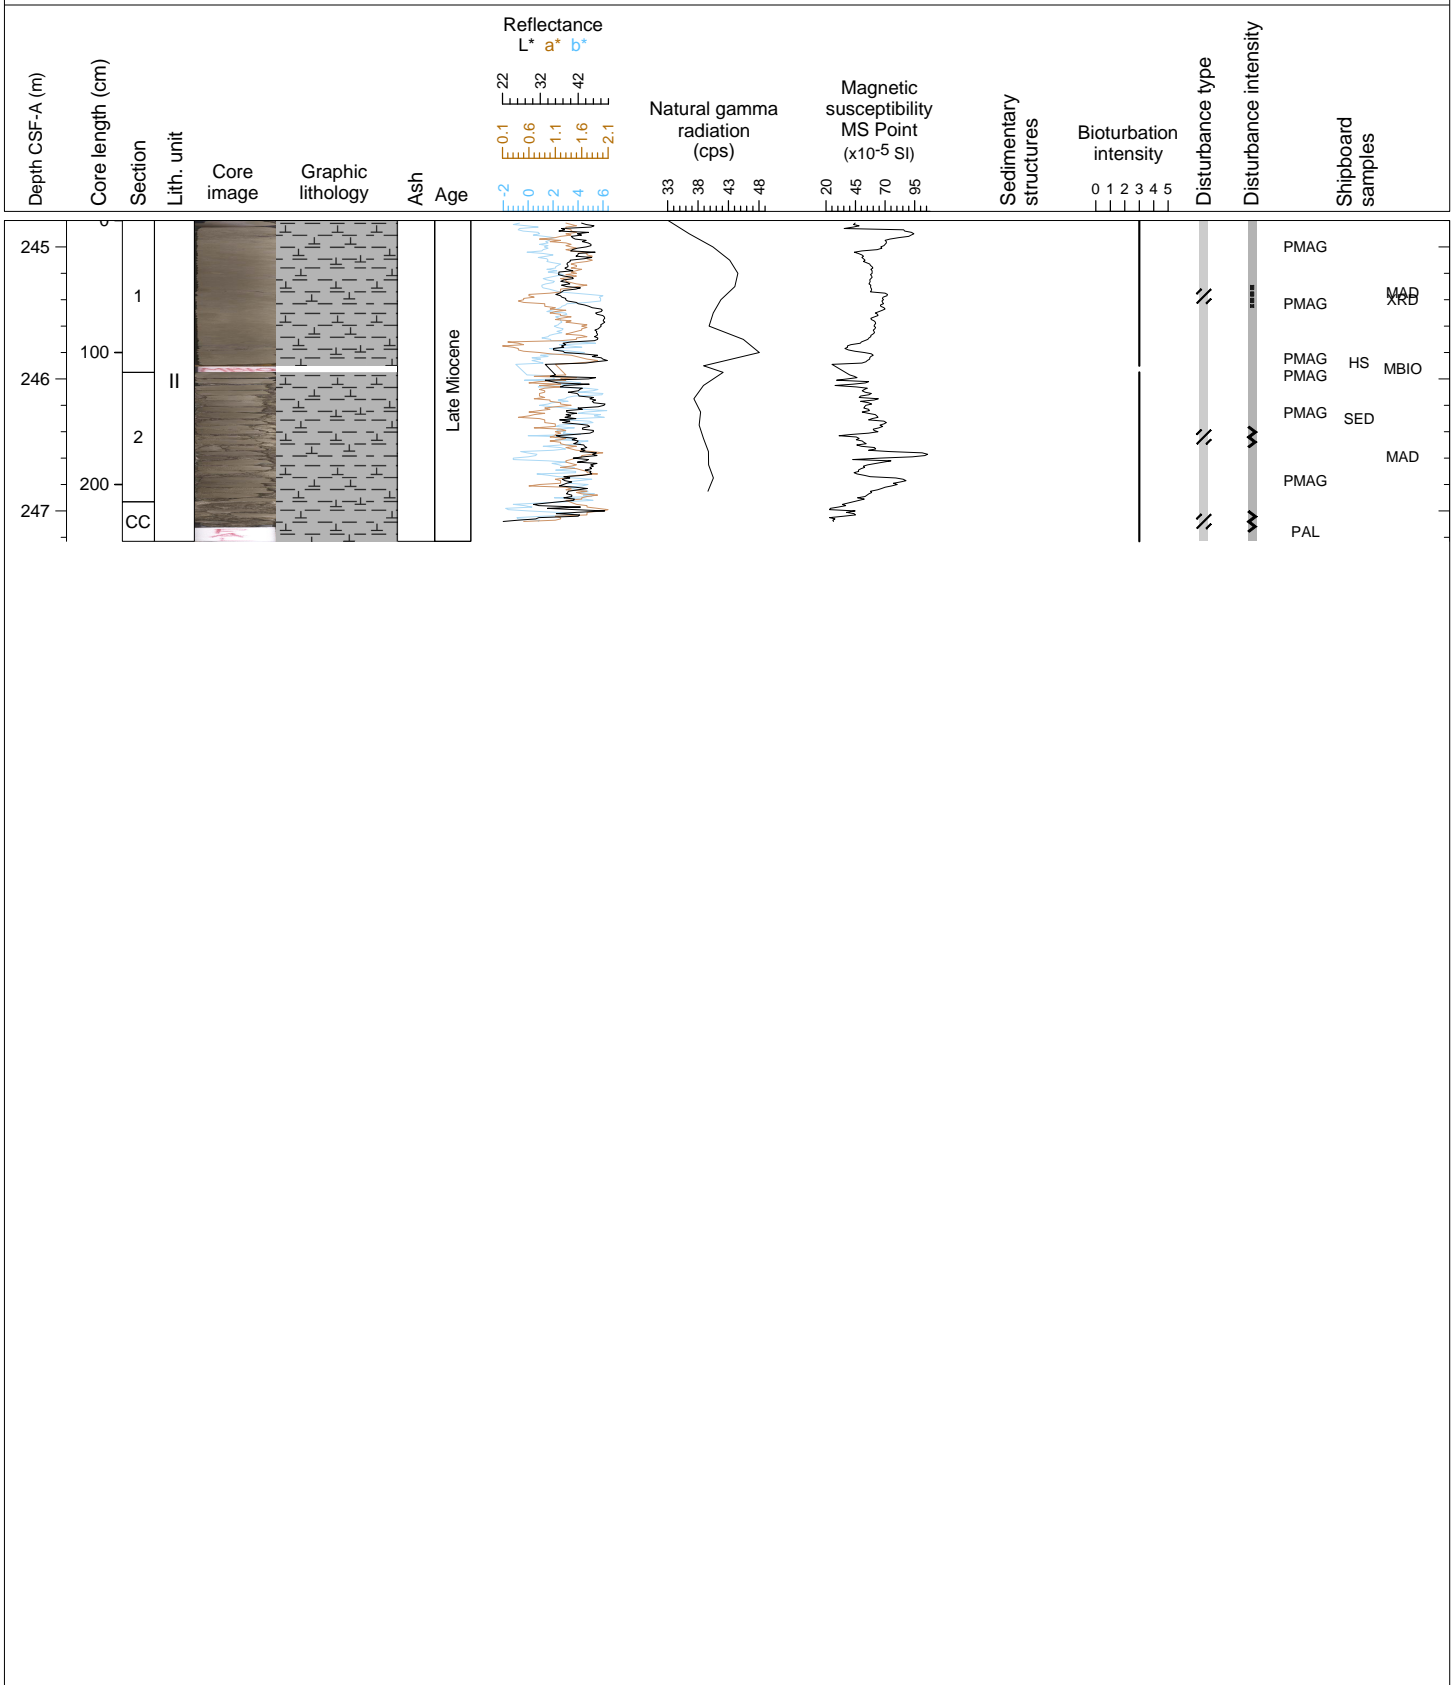 Reflectance
L* a* b*
Depth CSF-A (m)
Core length (cm)
Section
Lith. unit
Core
image
Graphic
lithology
Ash
Age
22 32 42
0.1 0.6 1.1 1.6 2.1
-2 0 2 4 6
Natural gamma
radiation
(cps)
33 38 43 48
Magnetic
susceptibility
MS Point
(x10-5 SI)
20 45 70 95
Sedimentary
structures
Bioturbation
intensity
0 1 2 3 4 5
Disturbance type
Disturbance intensity
Shipboard
samples
0
245
1
100
246
II
2
200
247
CC
Late Miocene
PMAG
MAD
XRD
PMAG
PMAG
HS
MBIO
PMAG
PMAG
SED
MAD
PMAG
PAL